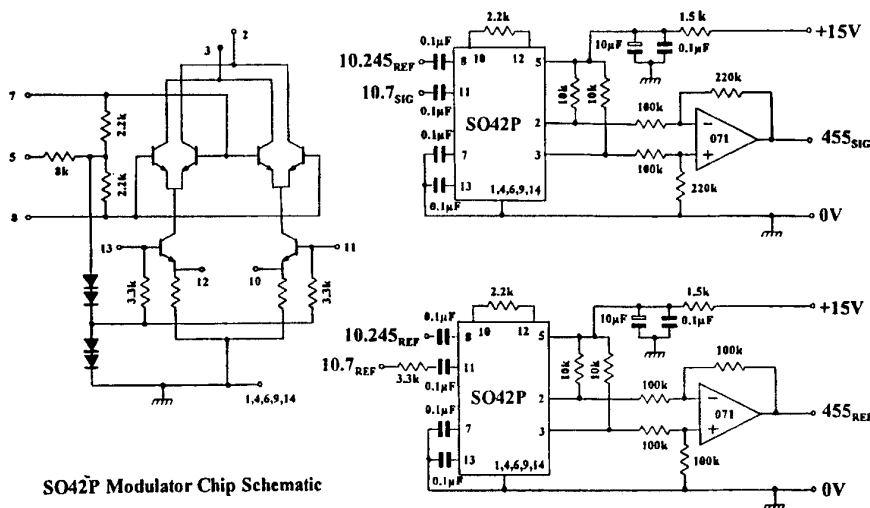 2
3
7
2.2k
5
8k
2.2k
8
13
11
12
10
3.3k
3.3k
1,4,6,9,14
SO42P Modulator Chip Schematic
2.2k
1.5k
+15V
0.1µF
10.245REF
8
10
12
5
10µF
0.1µF
10.7SIG
11
0.1µF
SO42P
10k
10k
220k
0.1µF
2
100k
071
455SIG
7
3
100k
13
1,4,6,9,14
220k
0.1µF
0V
2.2k
1.5k
+15V
0.1µF
10.245REF
8
10
12
5
10µF
0.1µF
10.7REF
3.3k
11
0.1µF
SO42P
10k
10k
100k
100k
0.1µF
2
071
455REF
7
3
100k
13
1,4,6,9,14
100k
0.1µF
0V